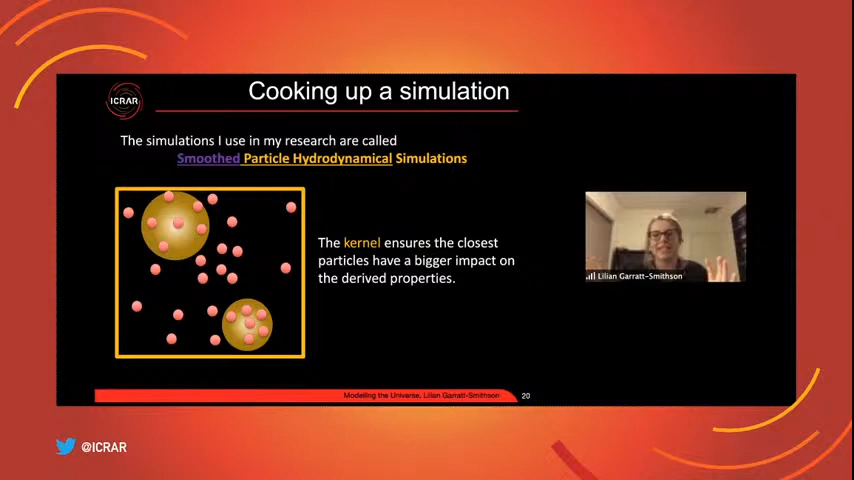 ICRAR
Cooking up a simulation
The simulations I use in my research are called
Smoothed Particle Hydrodynamical Simulations
The kernel ensures the closest
particles have a bigger impact on
the derived properties.
Lilian Garratt-Smithson
Modelling the Universe, Lilian Garratt-Smithson
20
@ICRAR